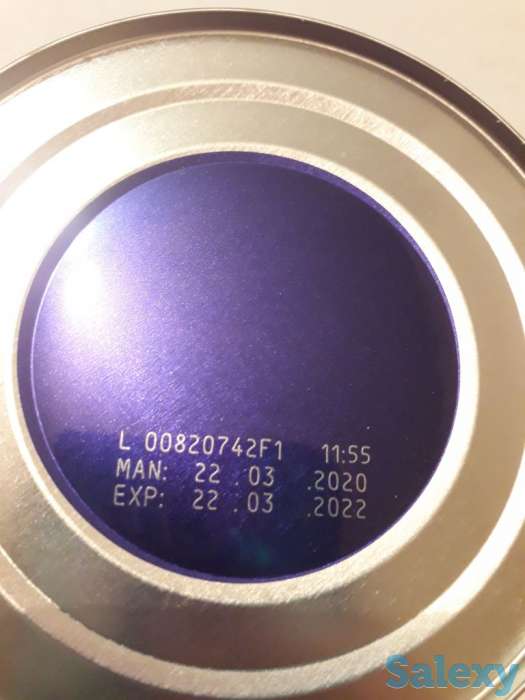 L 00820742F1 11:55
MAN: 22 .03 .2020
EXP: 22 .03 .2022
Salexy